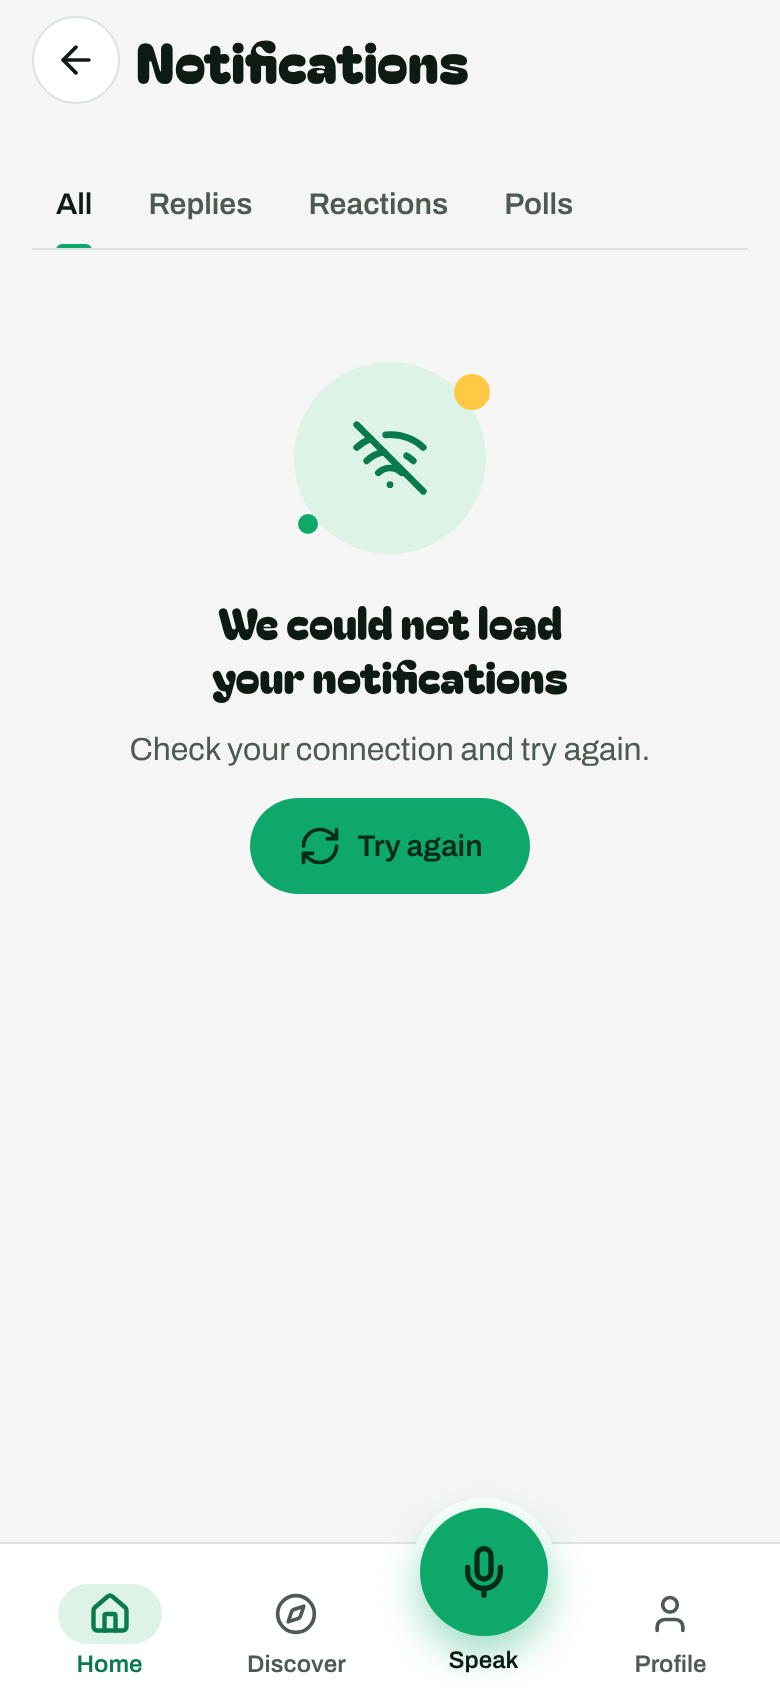 Notifications
All Replies Reactions Polls
We could not load
your notifications
Check your connection and try again.
Try again
Home Discover Speak Profile